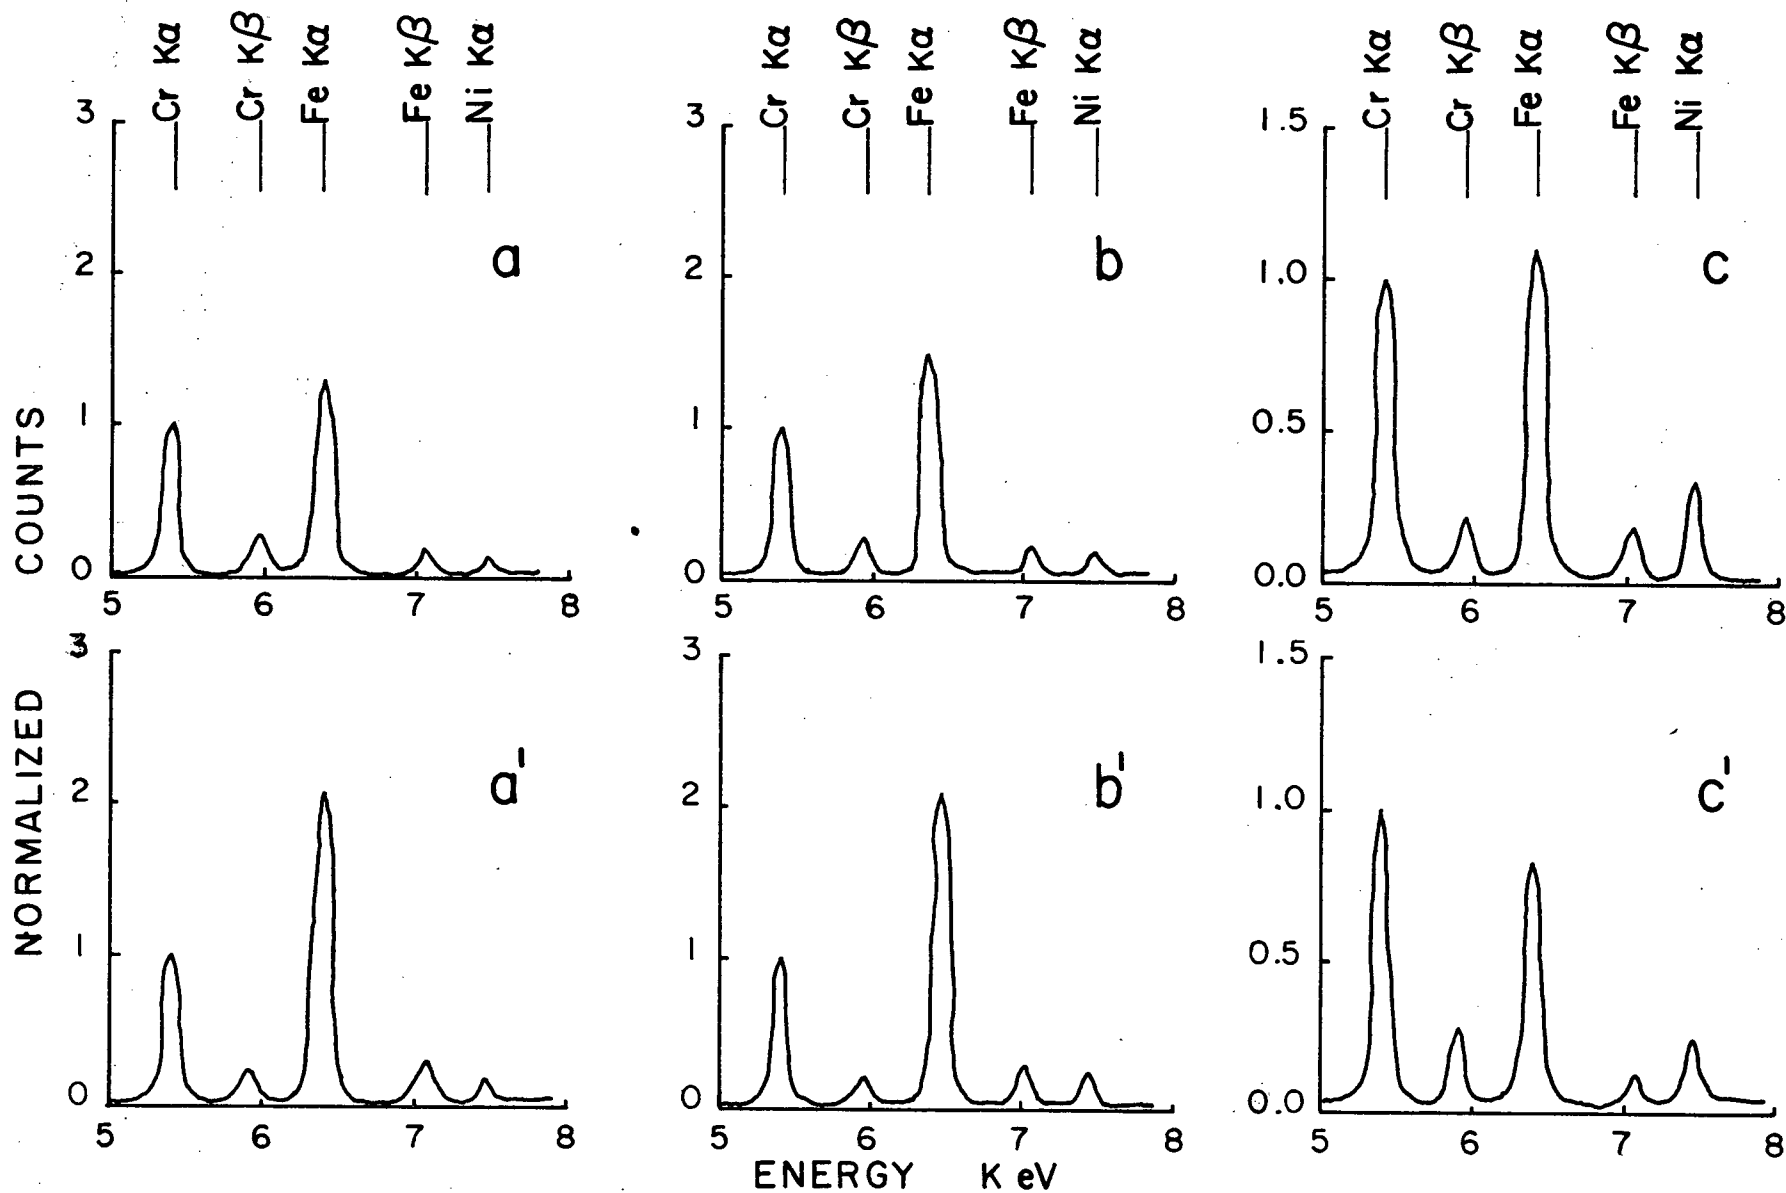 Cr Kα
Cr Kβ
Fe Kα
Fe Kβ
Ni Kα
Cr Kα
Cr Kβ
Fe Kα
Fe Kβ
Ni Kα
Cr Kα
Cr Kβ
Fe Kα
Fe Kβ
Ni Kα
3
2
1
0
5 6 7 8
a
3
2
1
0
5 6 7 8
b
1.5
1.0
0.5
0.0
5 6 7 8
c
3
2
1
0
5 6 7 8
a'
3
2
1
0
5 6 7 8
b'
1.5
1.0
0.5
0.0
5 6 7 8
c'
NORMALIZED COUNTS
ENERGY K eV